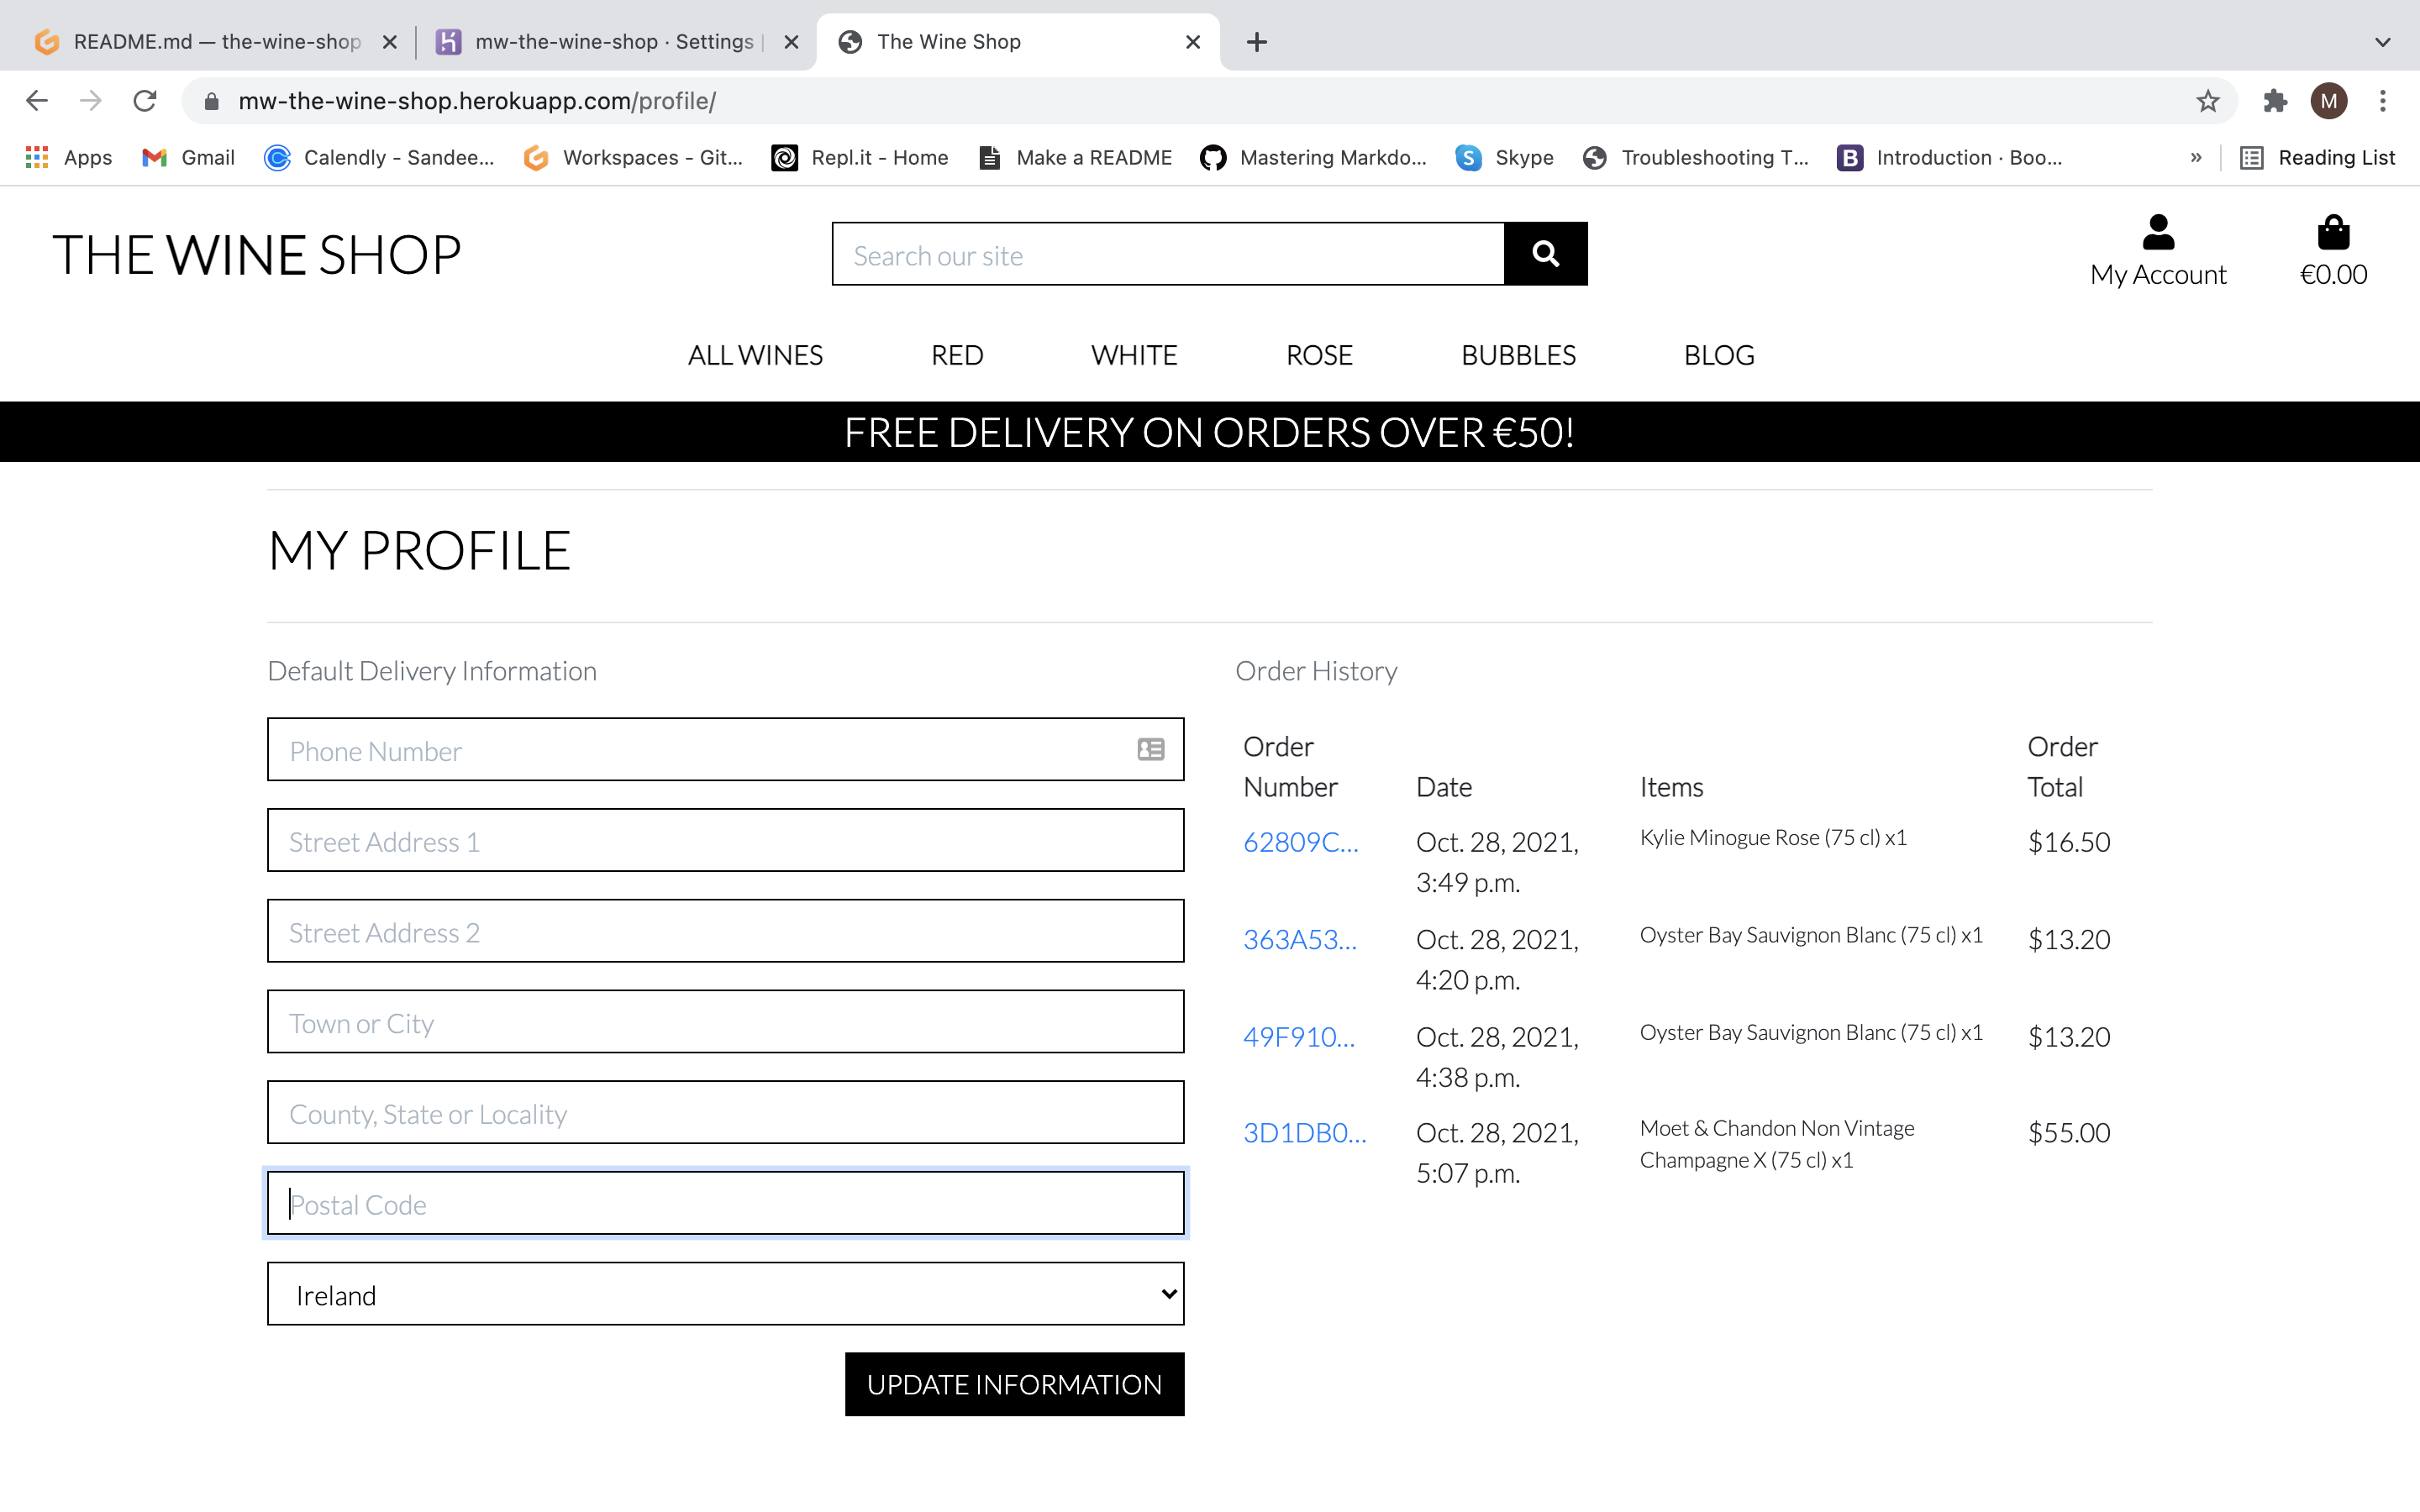 README.md — the-wine-shop
mw-the-wine-shop · Settings |
The Wine Shop
mw-the-wine-shop.herokuapp.com/profile/
M
Apps
Gmail
Calendly - Sandee...
Workspaces - Git...
Repl.it - Home
Make a README
Mastering Markdo...
Skype
Troubleshooting T...
Introduction · Boo...
»
Reading List
THE WINE SHOP
Search our site
My Account
€0.00
ALL WINES
RED
WHITE
ROSE
BUBBLES
BLOG
FREE DELIVERY ON ORDERS OVER €50!
MY PROFILE
Default Delivery Information
Phone Number
Street Address 1
Street Address 2
Town or City
County, State or Locality
Postal Code
Ireland
UPDATE INFORMATION
Order History
Order Number
Date
Items
Order Total
62809C...
Oct. 28, 2021,
3:49 p.m.
Kylie Minogue Rose (75 cl) x1
$16.50
363A53...
Oct. 28, 2021,
4:20 p.m.
Oyster Bay Sauvignon Blanc (75 cl) x1
$13.20
49F910...
Oct. 28, 2021,
4:38 p.m.
Oyster Bay Sauvignon Blanc (75 cl) x1
$13.20
3D1DB0...
Oct. 28, 2021,
5:07 p.m.
Moet & Chandon Non Vintage
Champagne X (75 cl) x1
$55.00